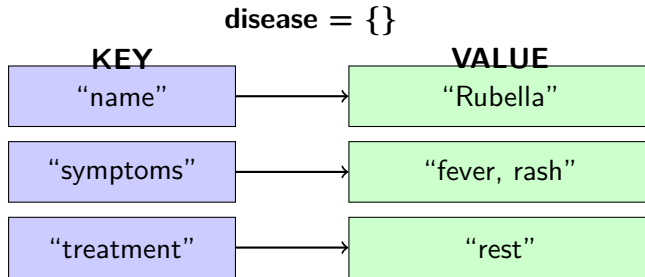 disease = {}
KEY VALUE
“name” “Rubella”
“symptoms” “fever, rash”
“treatment” “rest”